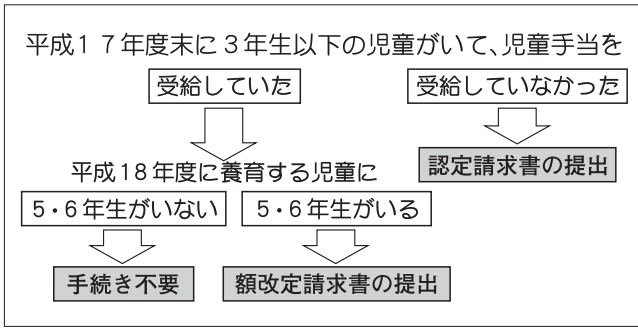 平成１７年度末に３年生以下の児童がいて、児童手当を
受給していた
受給していなかった
認定請求書の提出
平成18年度に養育する児童に
５・６年生がいない
５・６年生がいる
手続き不要
額改定請求書の提出